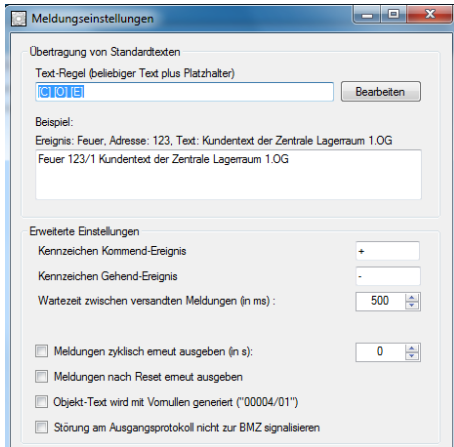 Meldungseinstellungen
Übertragung von Standardtexten
Text-Regel (beliebiger Text plus Platzhalter)
[C] [O] [E]
Bearbeiten
Beispiel:
Ereignis: Feuer, Adresse: 123, Text: Kundentext der Zentrale Lagerraum 1.OG
Feuer 123/1 Kundentext der Zentrale Lagerraum 1.OG
Erweiterte Einstellungen
Kennzeichen Kommend-Ereignis +
Kennzeichen Gehend-Ereignis -
Wartezeit zwischen versandten Meldungen (in ms) : 500
Meldungen zyklisch erneut ausgeben (in s): 0
Meldungen nach Reset erneut ausgeben
Objekt-Text wird mit Vornullen generiert ("00004/01")
Störung am Ausgangsprotokoll nicht zur BMZ signalisieren